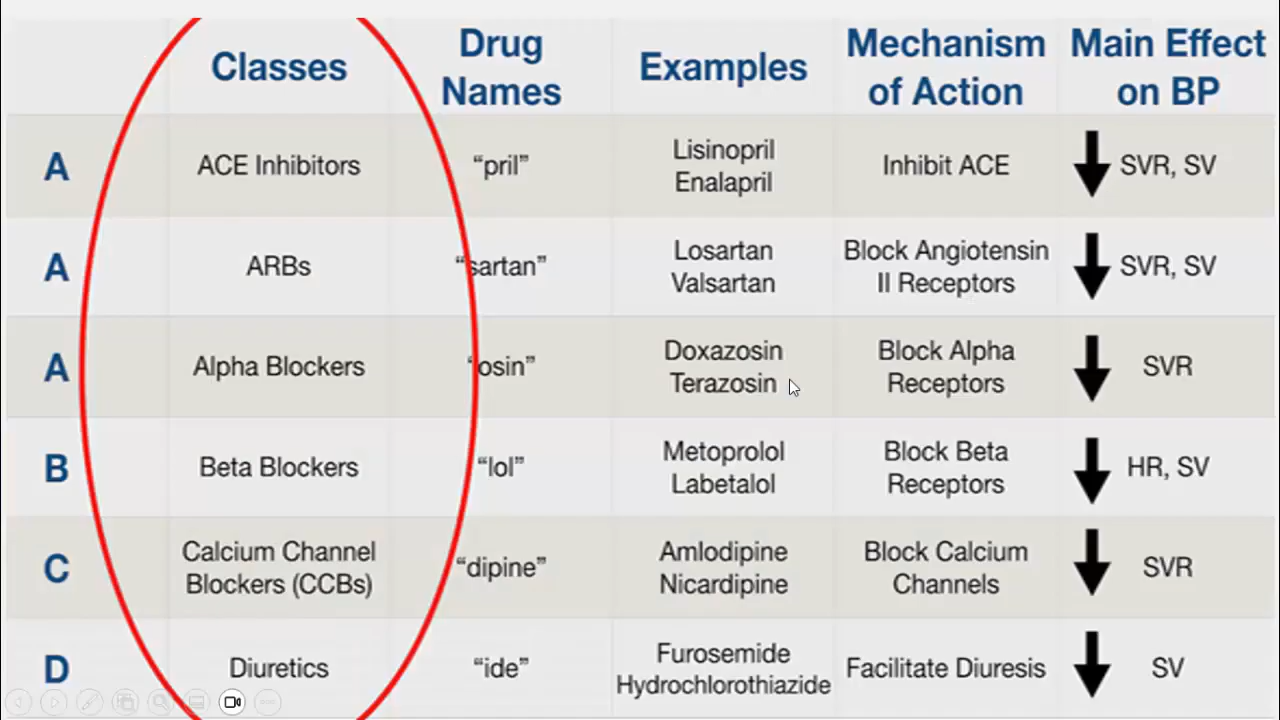 Classes
Drug
Names
Examples
Mechanism
of Action
Main Effect
on BP
A
ACE Inhibitors
“pril”
Lisinopril
Enalapril
Inhibit ACE
SVR, SV
A
ARBs
“sartan”
Losartan
Valsartan
Block Angiotensin
II Receptors
SVR, SV
A
Alpha Blockers
“osin”
Doxazosin
Terazosin
Block Alpha
Receptors
SVR
B
Beta Blockers
“lol”
Metoprolol
Labetalol
Block Beta
Receptors
HR, SV
C
Calcium Channel
Blockers (CCBs)
“dipine”
Amlodipine
Nicardipine
Block Calcium
Channels
SVR
D
Diuretics
“ide”
Furosemide
Hydrochlorothiazide
Facilitate Diuresis
SV